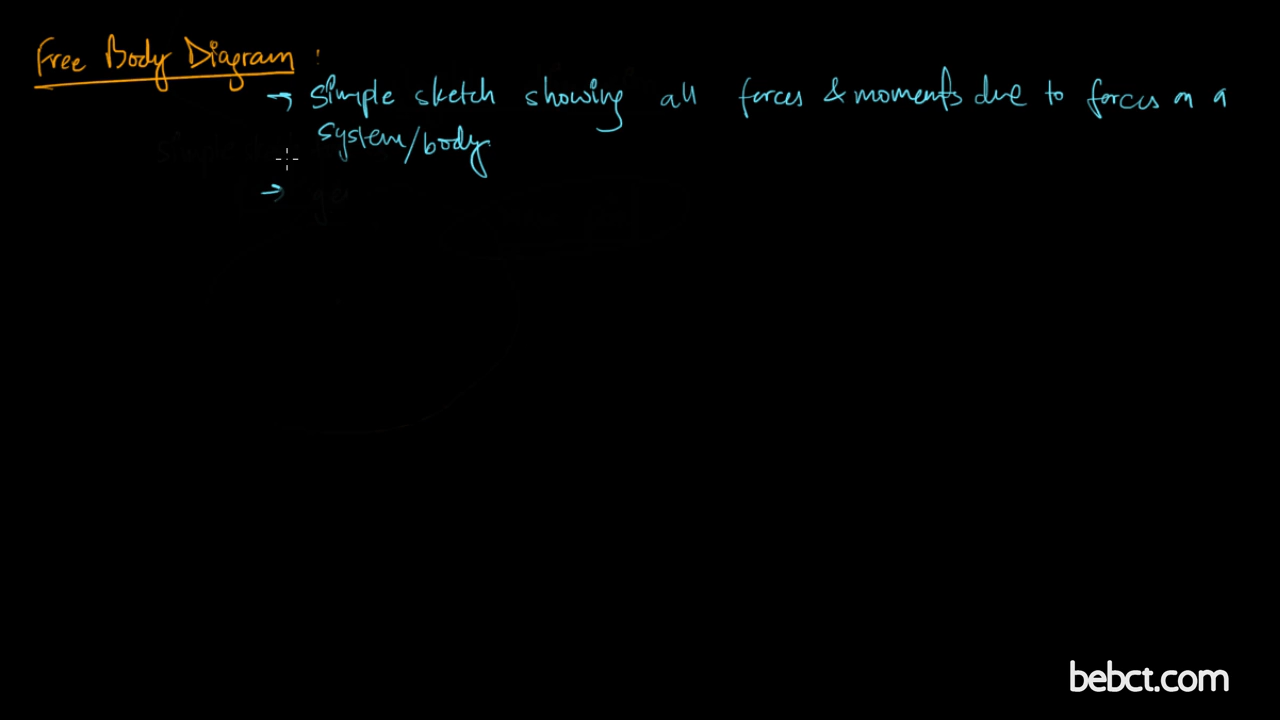 Free Body Diagram :
→ Simple sketch showing all forces & moments due to forces on a
system/body
→
bebct.com